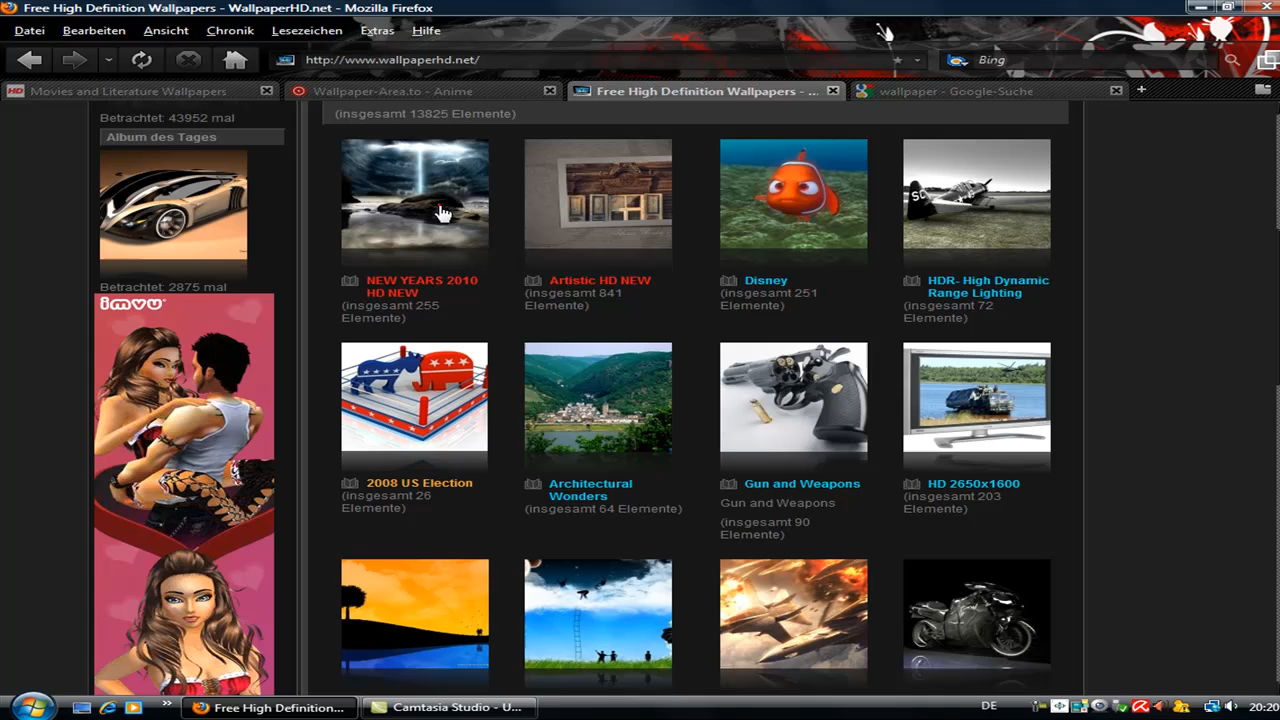 Free High Definition Wallpapers - WallpaperHD.net - Mozilla Firefox
Datei Bearbeiten Ansicht Chronik Lesezeichen Extras Hilfe
http://www.wallpaperhd.net/ Bing
HD Movies and Literature Wallpapers Wallpaper-Area.to - Anime Free High Definition Wallpapers - ... wallpaper - Google-Suche
Betrachtet: 43952 mal
Album des Tages
Betrachtet: 2875 mal
imvu
(insgesamt 13825 Elemente)
NEW YEARS 2010
HD NEW
(insgesamt 255
Elemente)
Artistic HD NEW
(insgesamt 841
Elemente)
Disney
(insgesamt 251
Elemente)
HDR- High Dynamic
Range Lighting
(insgesamt 72
Elemente)
2008 US Election
(insgesamt 26
Elemente)
Architectural
Wonders
(insgesamt 64 Elemente)
Gun and Weapons
Gun and Weapons
(insgesamt 90
Elemente)
HD 2650x1600
(insgesamt 203
Elemente)
Free High Definition... Camtasia Studio - U... DE 20:20